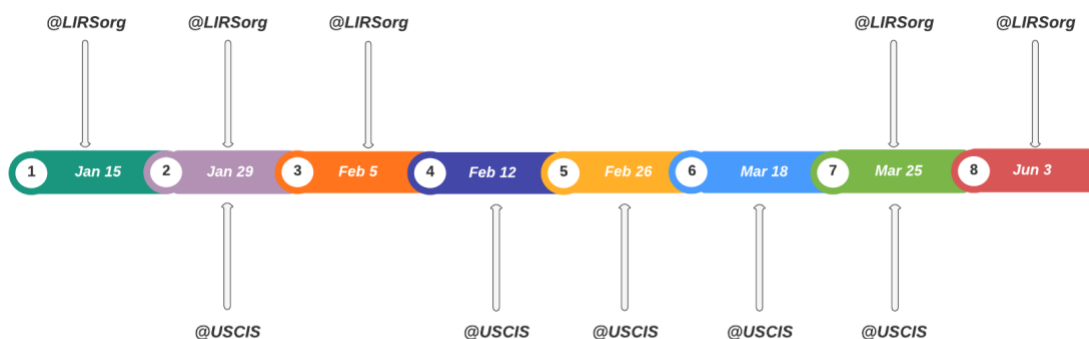 @LIRSorg @LIRSorg @LIRSorg @LIRSorg @LIRSorg
1 Jan 15 2 Jan 29 3 Feb 5 4 Feb 12 5 Feb 26 6 Mar 18 7 Mar 25 8 Jun 3
@USCIS @USCIS @USCIS @USCIS @USCIS